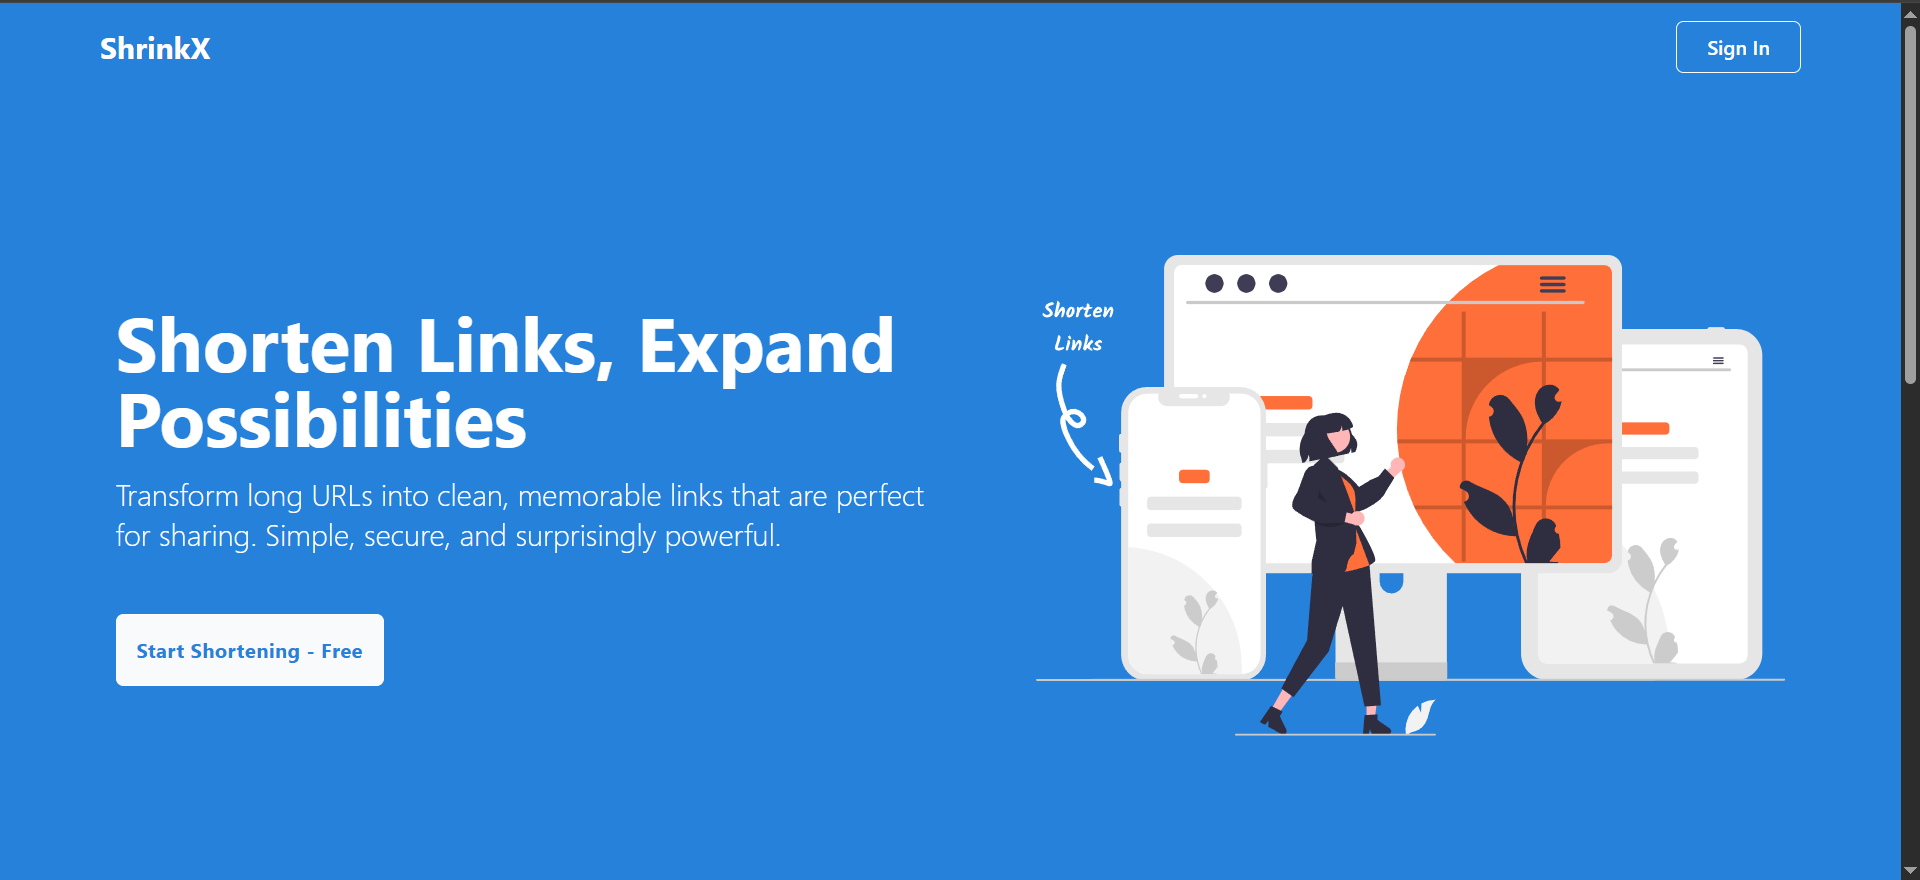 ShrinkX
Sign In
Shorten Links, Expand
Possibilities
Transform long URLs into clean, memorable links that are perfect
for sharing. Simple, secure, and surprisingly powerful.
Start Shortening - Free
Shorten
Links